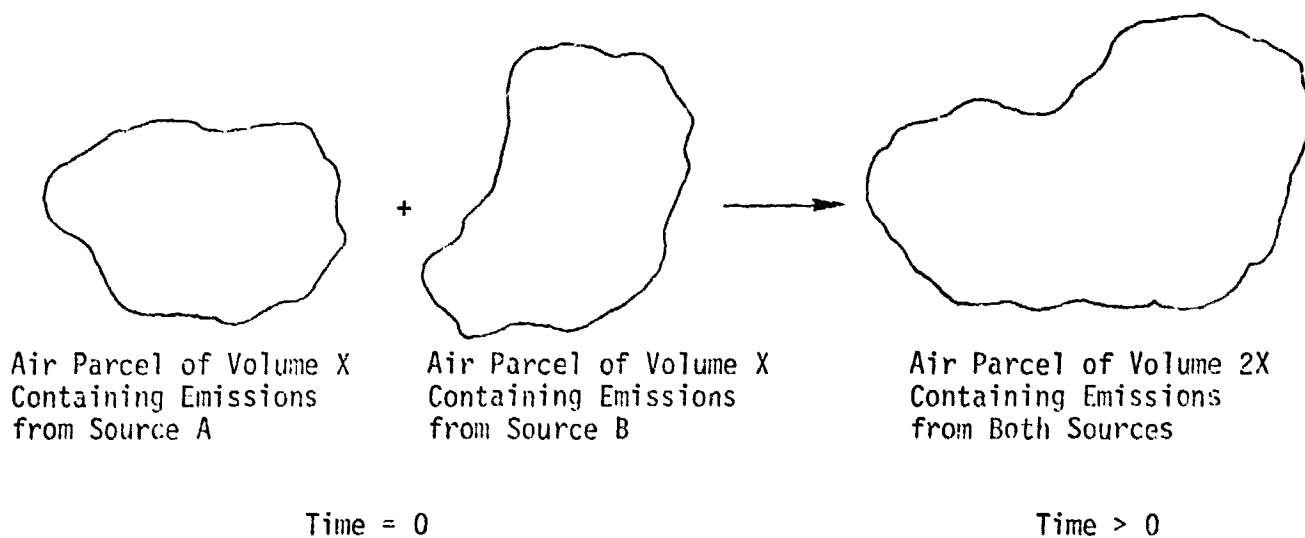 +
Air Parcel of Volume X
Containing Emissions
from Source A
Air Parcel of Volume X
Containing Emissions
from Source B
Air Parcel of Volume 2X
Containing Emissions
from Both Sources
Time = 0
Time > 0